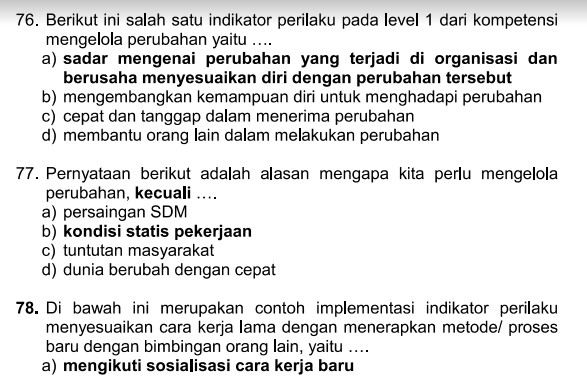 76. Berikut ini salah satu indikator perilaku pada level 1 dari kompetensi
mengelola perubahan yaitu ....
a) sadar mengenai perubahan yang terjadi di organisasi dan
berusaha menyesuaikan diri dengan perubahan tersebut
b) mengembangkan kemampuan diri untuk menghadapi perubahan
c) cepat dan tanggap dalam menerima perubahan
d) membantu orang lain dalam melakukan perubahan
77. Pernyataan berikut adalah alasan mengapa kita perlu mengelola
perubahan, kecuali ....
a) persaingan SDM
b) kondisi statis pekerjaan
c) tuntutan masyarakat
d) dunia berubah dengan cepat
78. Di bawah ini merupakan contoh implementasi indikator perilaku
menyesuaikan cara kerja lama dengan menerapkan metode/ proses
baru dengan bimbingan orang lain, yaitu ....
a) mengikuti sosialisasi cara kerja baru